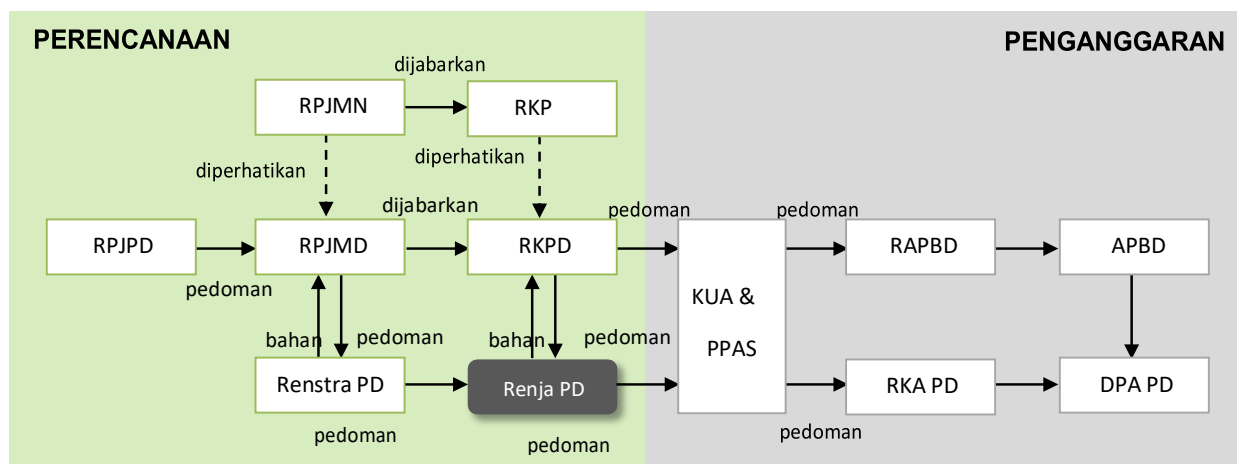 PERENCANAAN
PENGANGGARAN
dijabarkan
RPJMN
RKP
diperhatikan
diperhatikan
dijabarkan
pedoman
pedoman
RPJPD
RPJMD
RKPD
RAPBD
APBD
pedoman
KUA &
PPAS
bahan
pedoman
bahan
pedoman
Renstra PD
Renja PD
RKA PD
DPA PD
pedoman
pedoman
pedoman